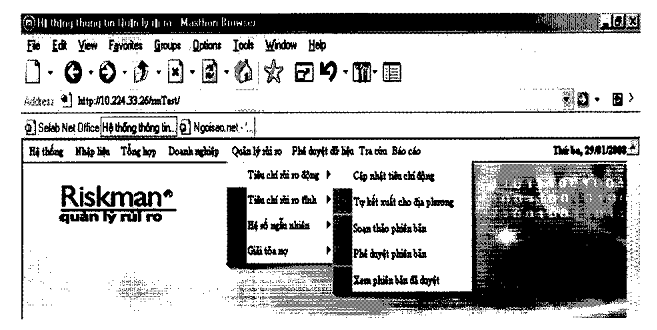 Hệ thống thông tin Quản lý rủi ro - Maxthon Browser
File Edit View Favorites Groups Options Tools Window Help
Address http://10.224.33.26/rmTest/
Selab Net Office Hệ thống thông tin... Ngoisao.net - '...
Hệ thống Nhập liệu Tổng hợp Doanh nghiệp Quản lý rủi ro Phê duyệt dữ liệu Tra cứu Báo cáo Thứ ba, 29/01/2008
Tiêu chí rủi ro động Cập nhật tiêu chí động
Riskman
quản lý rủi ro
Tiêu chí rủi ro tĩnh Tự kết xuất cho địa phương
Hệ số ngẫu nhiên Soạn thảo phiên bản
Giải tỏa nợ Phê duyệt phiên bản
Xem phiên bản đã duyệt